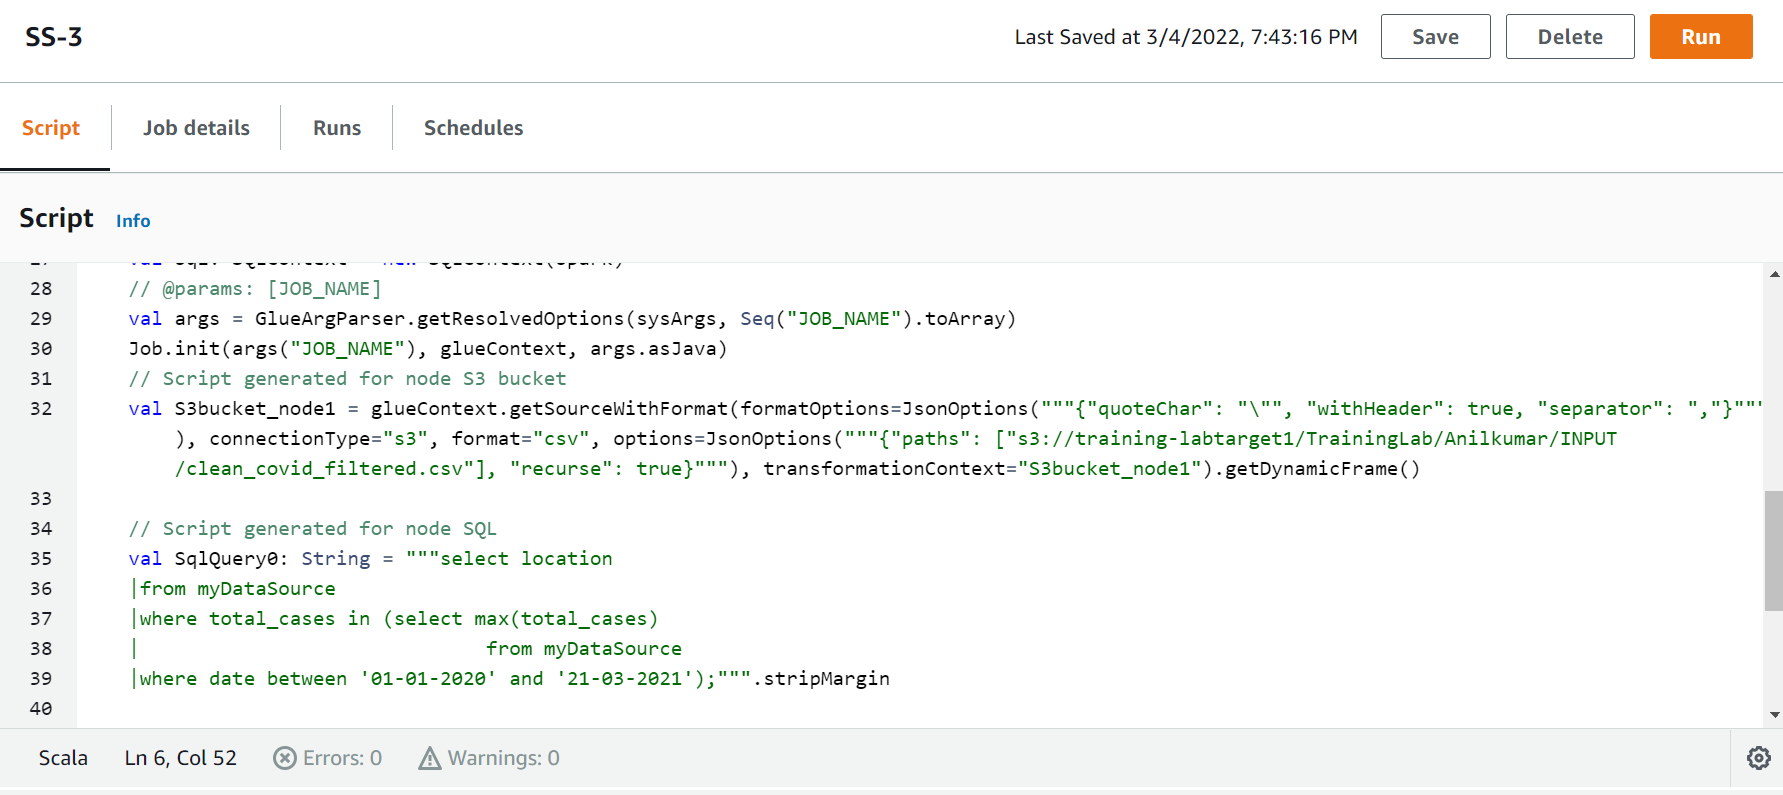 SS-3
Last Saved at 3/4/2022, 7:43:16 PM
Save
Delete
Run
Script
Job details
Runs
Schedules
Script Info
28 // @params: [JOB_NAME]
29 val args = GlueArgParser.getResolvedOptions(sysArgs, Seq("JOB_NAME").toArray)
30 Job.init(args("JOB_NAME"), glueContext, args.asJava)
31 // Script generated for node S3 bucket
32 val S3bucket_node1 = glueContext.getSourceWithFormat(formatOptions=JsonOptions("""{"quoteChar": "\"", "withHeader": true, "separator": ","}"""
), connectionType="s3", format="csv", options=JsonOptions("""{"paths": ["s3://training-labtarget1/TrainingLab/Anilkumar/INPUT
/clean_covid_filtered.csv"], "recurse": true}"""), transformationContext="S3bucket_node1").getDynamicFrame()
33
34 // Script generated for node SQL
35 val SqlQuery0: String = """select location
36 |from myDataSource
37 |where total_cases in (select max(total_cases)
38 | from myDataSource
39 |where date between '01-01-2020' and '21-03-2021');""".stripMargin
40
Scala
Ln 6, Col 52
Errors: 0
Warnings: 0